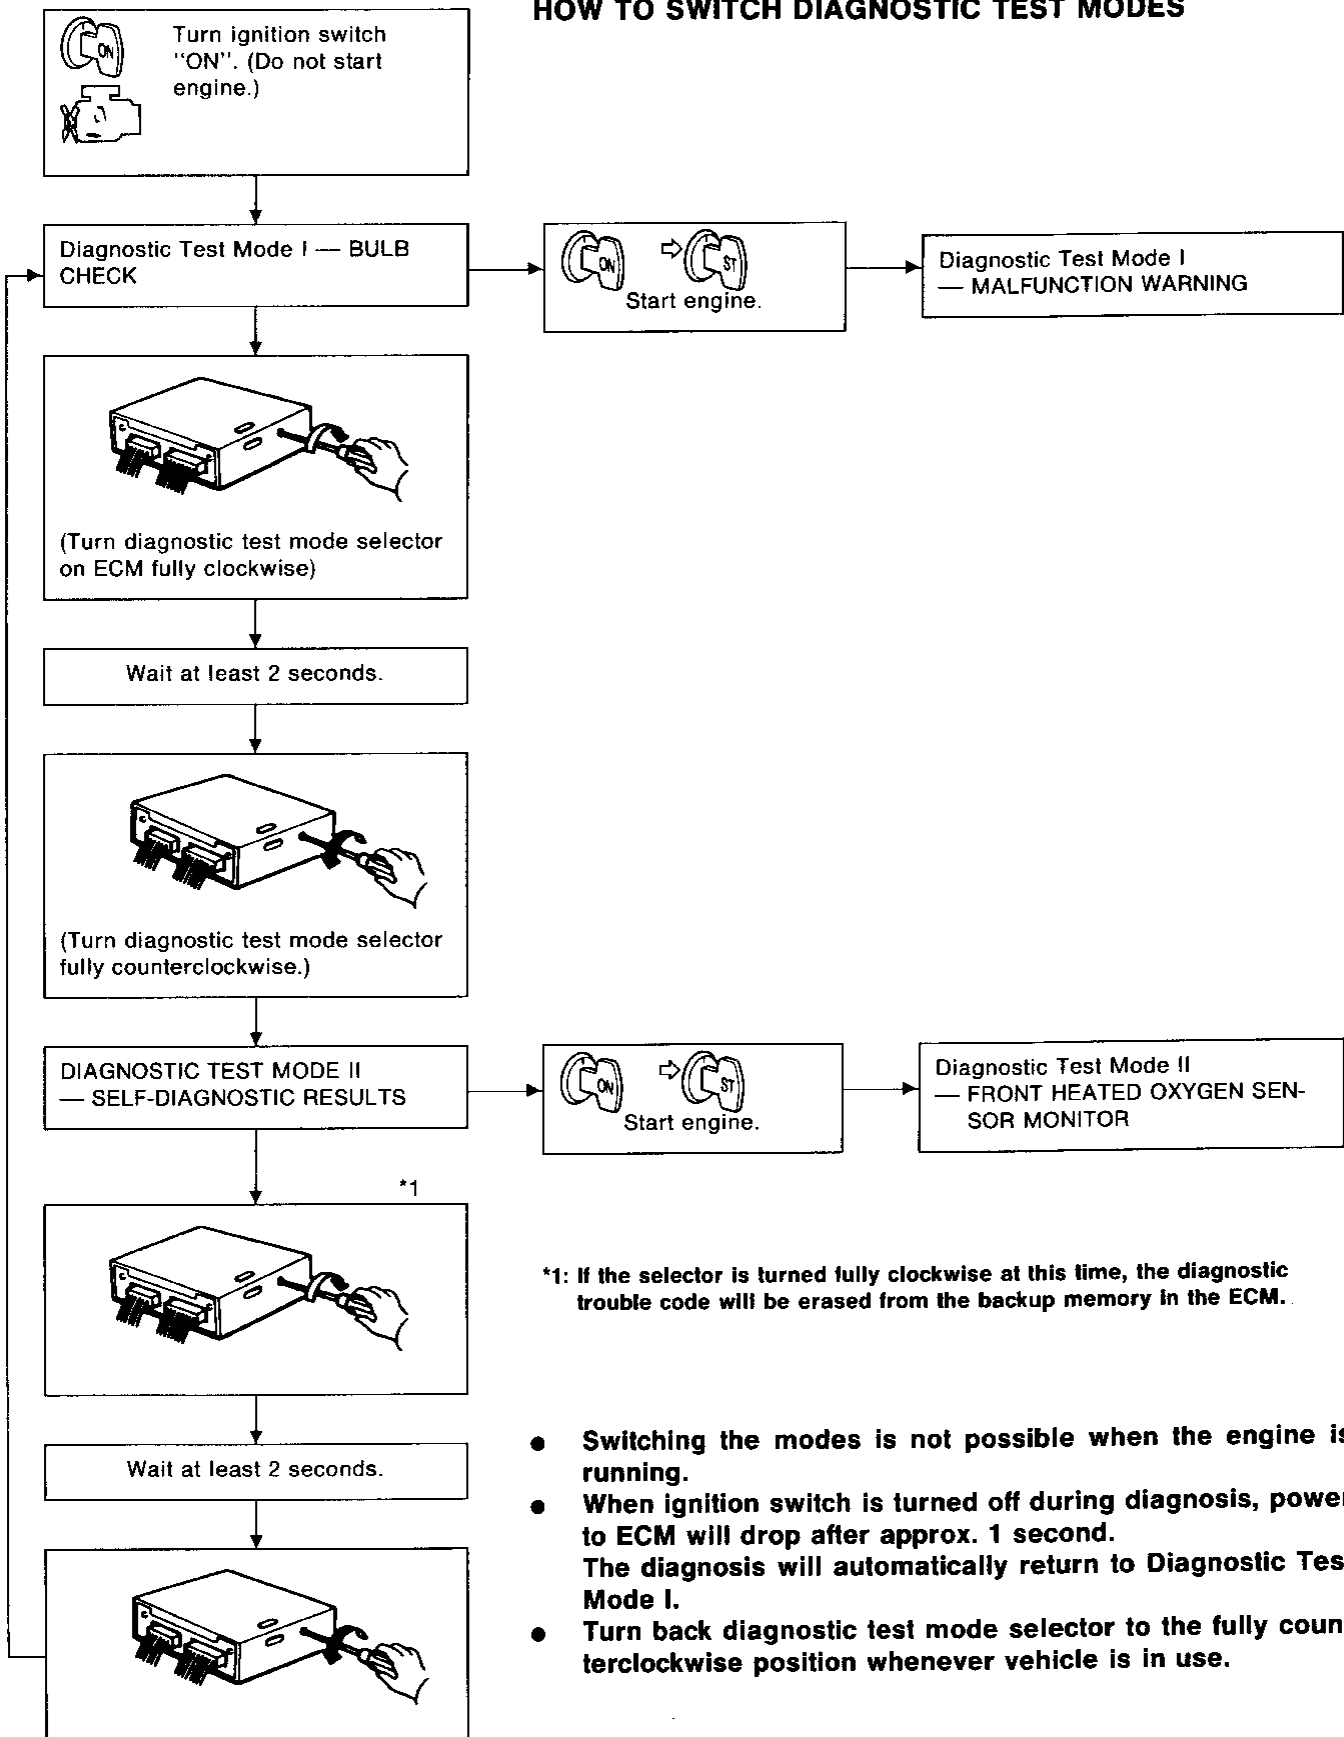 HOW TO SWITCH DIAGNOSTIC TEST MODES
ON
Turn ignition switch
"ON". (Do not start
engine.)
Diagnostic Test Mode I — BULB
CHECK
ON
ST
Start engine.
Diagnostic Test Mode I
— MALFUNCTION WARNING
(Turn diagnostic test mode selector
on ECM fully clockwise)
Wait at least 2 seconds.
(Turn diagnostic test mode selector
fully counterclockwise.)
DIAGNOSTIC TEST MODE II
— SELF-DIAGNOSTIC RESULTS
ON
ST
Start engine.
Diagnostic Test Mode II
— FRONT HEATED OXYGEN SEN-
SOR MONITOR
*1
*1: If the selector is turned fully clockwise at this time, the diagnostic
trouble code will be erased from the backup memory in the ECM.
Wait at least 2 seconds.
● Switching the modes is not possible when the engine is
running.
● When ignition switch is turned off during diagnosis, power
to ECM will drop after approx. 1 second.
The diagnosis will automatically return to Diagnostic Tes
Mode I.
● Turn back diagnostic test mode selector to the fully coun
terclockwise position whenever vehicle is in use.